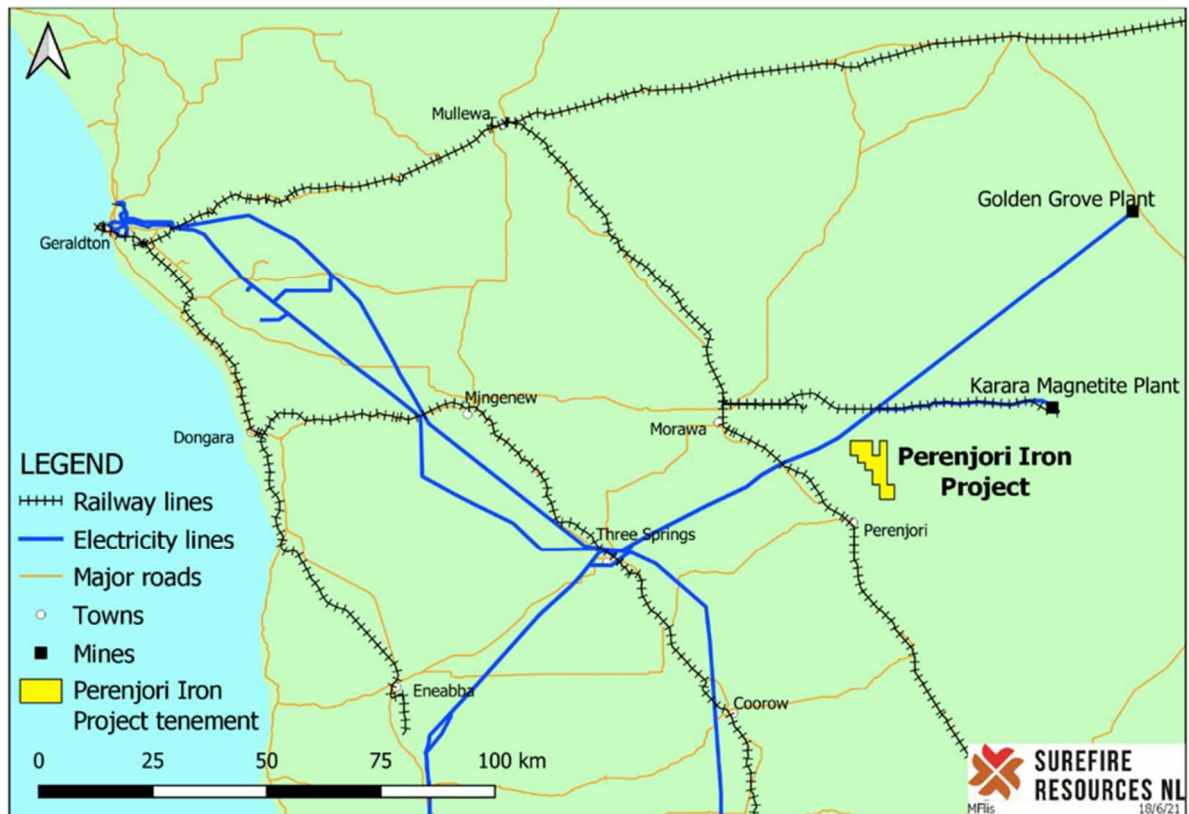 Mullewa
Golden Grove Plant
Geraldton
Karara Magnetite Plant
Mingenew
Morawa
Dongara
LEGEND
Railway lines
Electricity lines
Major roads
Towns
Mines
Perenjori Iron
Project tenement
Perenjori Iron
Project
Perenjori
Three Springs
Eneabba
Coorow
0 25 50 75 100 km
SUREFIRE
RESOURCES NL
MFlis
18/6/21